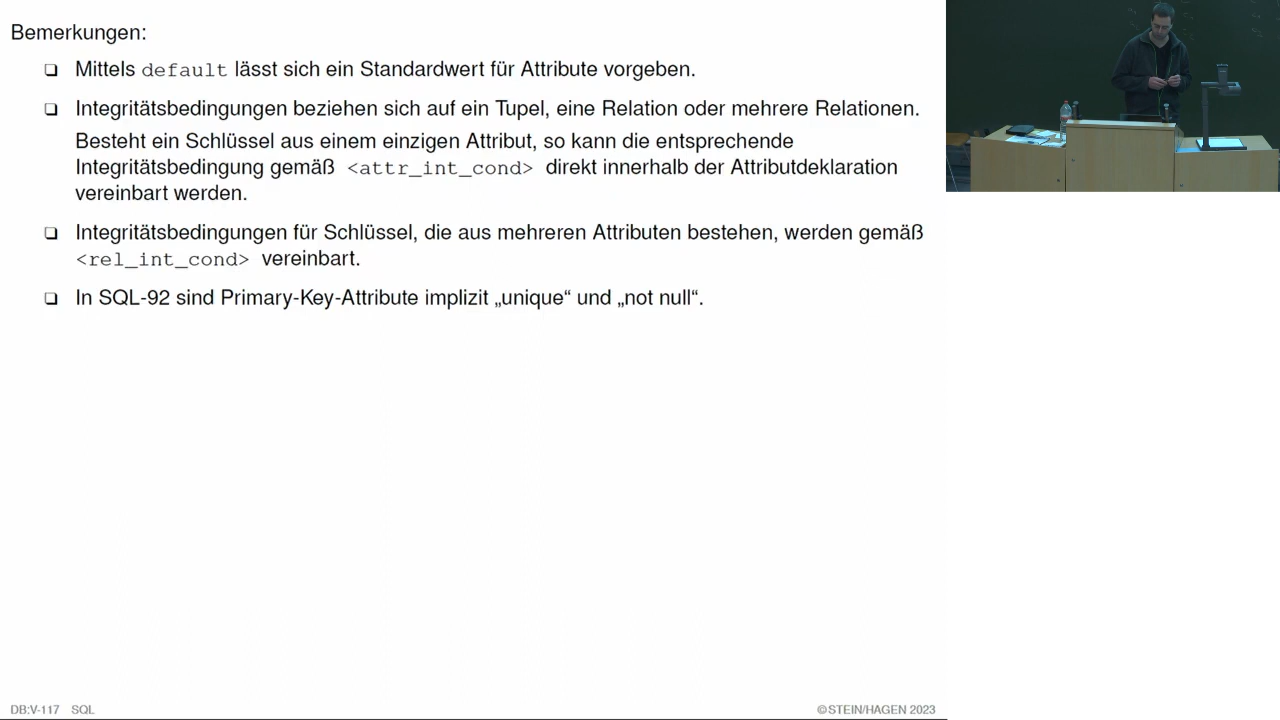 Bemerkungen:
❑ Mittels default lässt sich ein Standardwert für Attribute vorgeben.
❑ Integritätsbedingungen beziehen sich auf ein Tupel, eine Relation oder mehrere Relationen.
Besteht ein Schlüssel aus einem einzigen Attribut, so kann die entsprechende
Integritätsbedingung gemäß <attr_int_cond> direkt innerhalb der Attributdeklaration
vereinbart werden.
❑ Integritätsbedingungen für Schlüssel, die aus mehreren Attributen bestehen, werden gemäß
<rel_int_cond> vereinbart.
❑ In SQL-92 sind Primary-Key-Attribute implizit „unique“ und „not null“.
DB:V-117 SQL
©STEIN/HAGEN 2023